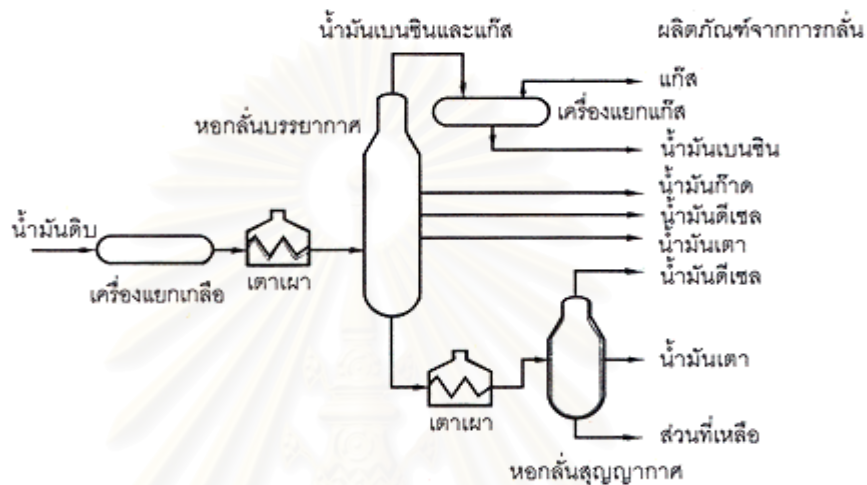 น้ำมันเบนซินและแก๊ส
ผลิตภัณฑ์จากการกลั่น
แก๊ส
เครื่องแยกแก๊ส
หอกลั่นบรรยากาศ
น้ำมันเบนซิน
น้ำมันก๊าด
น้ำมันดีเซล
น้ำมันดิบ
น้ำมันเตา
น้ำมันดีเซล
เตาเผา
เครื่องแยกเกลือ
น้ำมันเตา
เตาเผา
ส่วนที่เหลือ
หอกลั่นสุญญากาศ